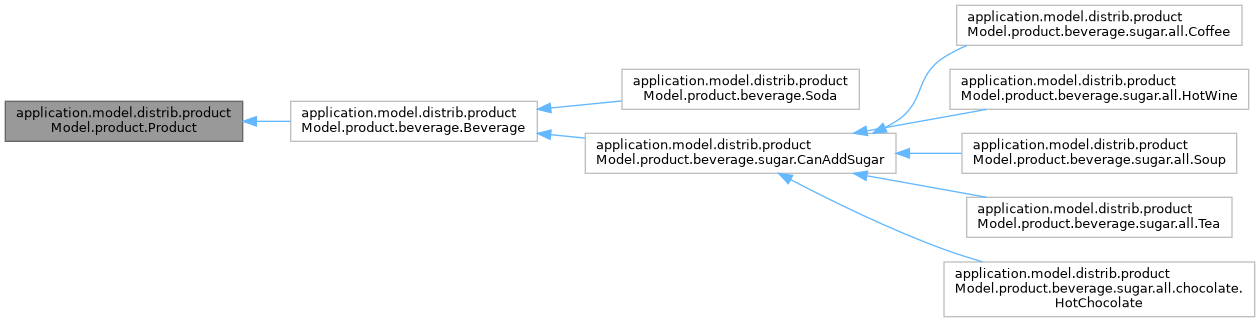 application.model.distrib.product
Model.product.Product
application.model.distrib.product
Model.product.beverage.Beverage
application.model.distrib.product
Model.product.beverage.Soda
application.model.distrib.product
Model.product.beverage.sugar.CanAddSugar
application.model.distrib.product
Model.product.beverage.sugar.all.Coffee
application.model.distrib.product
Model.product.beverage.sugar.all.HotWine
application.model.distrib.product
Model.product.beverage.sugar.all.Soup
application.model.distrib.product
Model.product.beverage.sugar.all.Tea
application.model.distrib.product
Model.product.beverage.sugar.all.chocolate.
HotChocolate